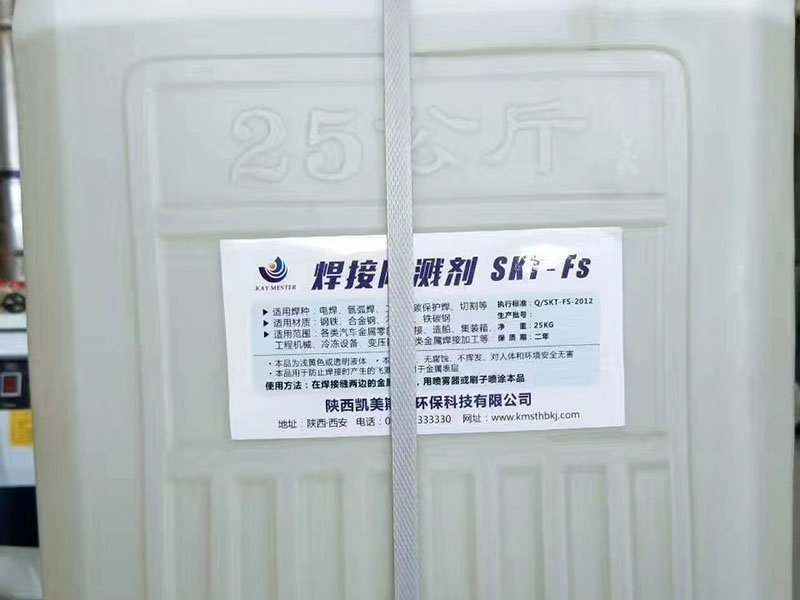 25公斤
KAY MESTER
焊接 溅剂 SKT-FS
▶ 适用焊种：电焊、氩弧焊、 碳保护焊、切割等
▶ 适用材质：钢铁、合金钢、 铁碳钢
▶ 适用范围：各类汽车金属零 接、造船、集装箱、
工程机械、冷冻设备、变压 类金属焊接加工等
执行标准：Q/SKT-FS-2012
生产批号：
净 重：25KG
保 质 期：二年
·本品为浅黄色或透明液体 ·本 、无腐蚀、不挥发、对人体和环境安全无害
·本品用于防止焊接时产生的飞溅 于金属表层
使用方法：在焊接缝两边的金属 ，用喷雾器或刷子喷涂本品
陕西凯美斯 环保科技有限公司
地址：陕西·西安 电话：0 333330 网址：www.kmsthbkj.com